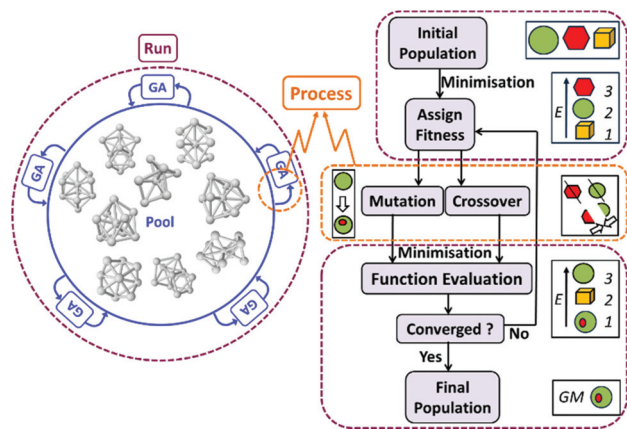 Run
GA
GA
GA
GA
GA
Pool
Process
Initial
Population
Minimisation
Assign
Fitness
E
3
2
1
Mutation
Crossover
Minimisation
Function Evaluation
Converged ?
No
Yes
Final
Population
E
3
2
1
GM